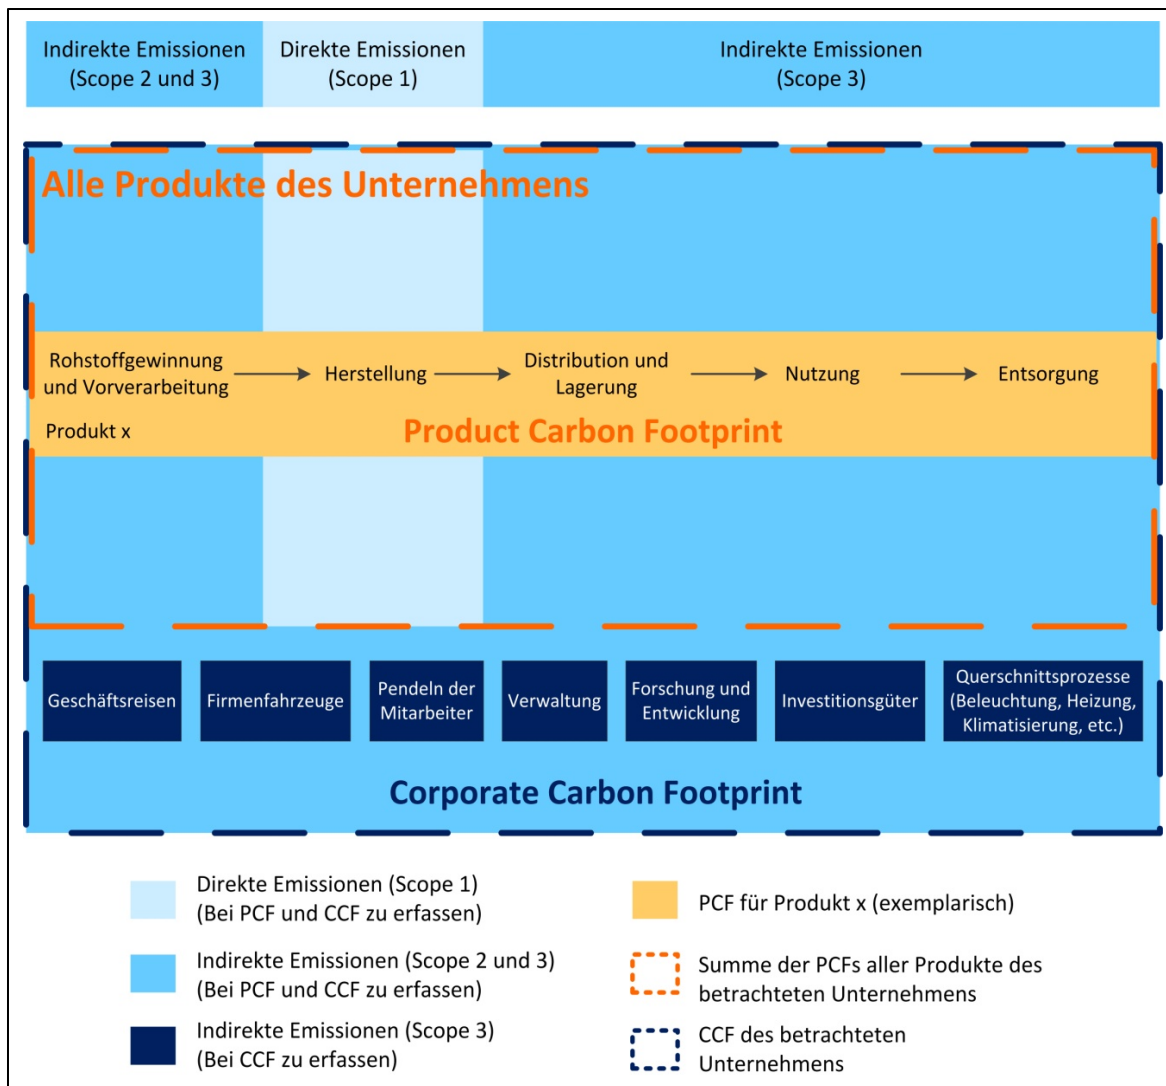 Indirekte Emissionen
(Scope 2 und 3)
Direkte Emissionen
(Scope 1)
Indirekte Emissionen
(Scope 3)
Alle Produkte des Unternehmens
Rohstoffgewinnung
und Vorverarbeitung
Herstellung
Distribution und
Lagerung
Nutzung
Entsorgung
Produkt x
Product Carbon Footprint
Geschäftsreisen
Firmenfahrzeuge
Pendeln der
Mitarbeiter
Verwaltung
Forschung und
Entwicklung
Investitionsgüter
Querschnittsprozesse
(Beleuchtung, Heizung,
Klimatisierung, etc.)
Corporate Carbon Footprint
Direkte Emissionen (Scope 1)
(Bei PCF und CCF zu erfassen)
Indirekte Emissionen (Scope 2 und 3)
(Bei PCF und CCF zu erfassen)
Indirekte Emissionen (Scope 3)
(Bei CCF zu erfassen)
PCF für Produkt x (exemplarisch)
Summe der PCFs aller Produkte des
betrachteten Unternehmens
CCF des betrachteten
Unternehmens